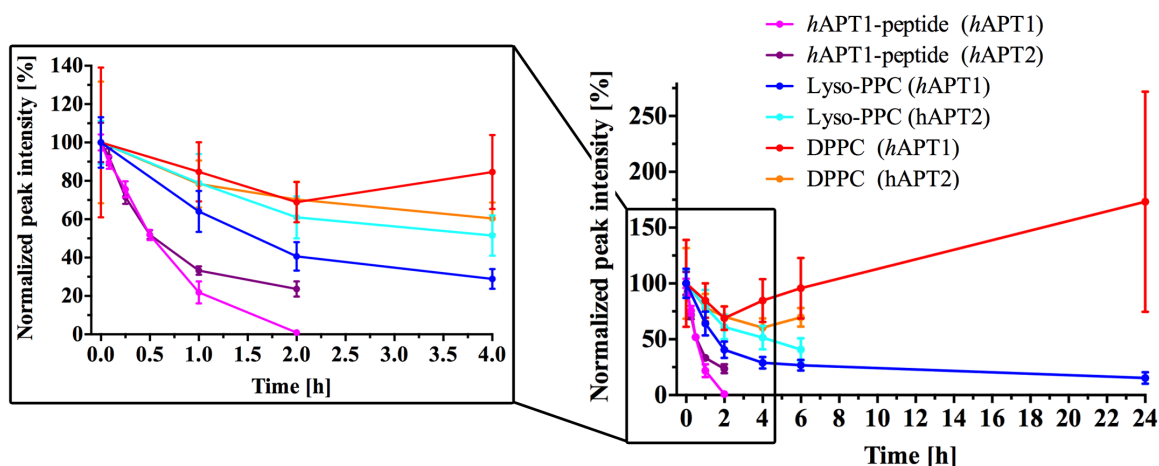 hAPT1-peptide (hAPT1)
hAPT1-peptide (hAPT2)
Lyso-PPC (hAPT1)
Lyso-PPC (hAPT2)
DPPC (hAPT1)
DPPC (hAPT2)
Normalized peak intensity [%]
140
120
100
80
60
40
20
0
0.0 0.5 1.0 1.5 2.0 2.5 3.0 3.5 4.0
Time [h]
Normalized peak intensity [%]
250
200
150
100
50
0
0 2 4 6 8 10 12 14 16 18 20 22 24
Time [h]